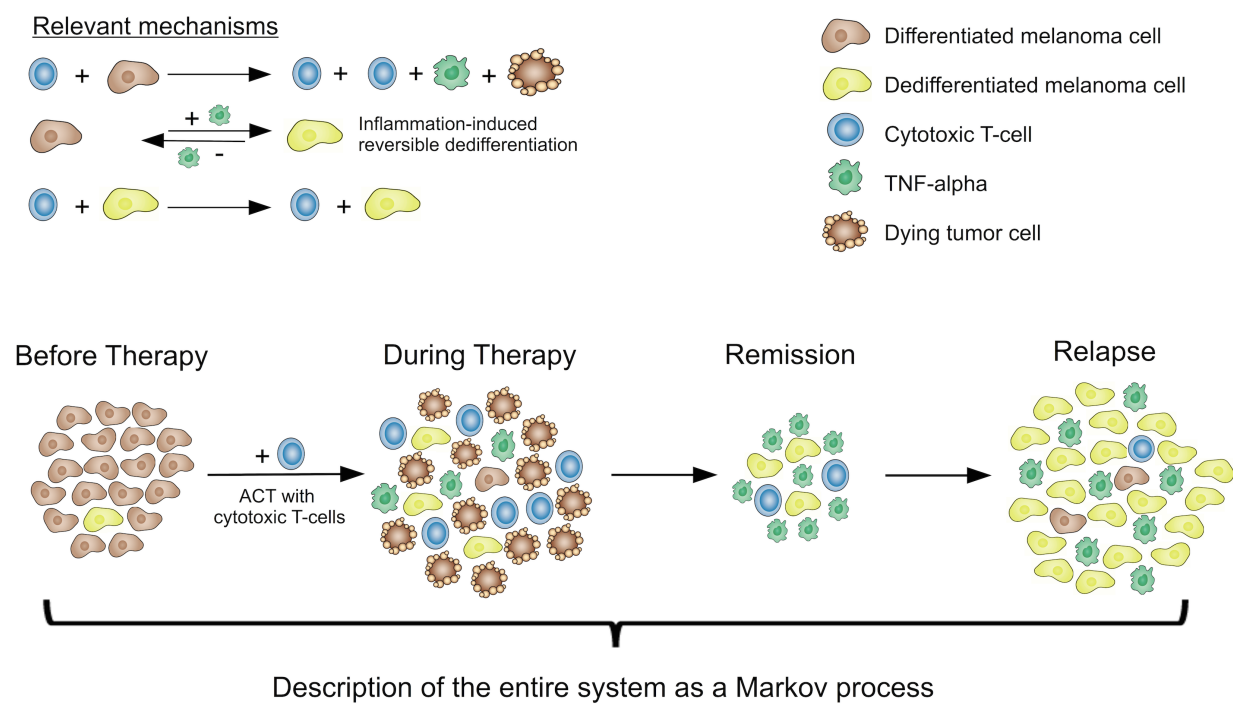 Relevant mechanisms
+ + + +
+
-
Inflammation-induced
reversible dedifferentiation
+ +
Differentiated melanoma cell
Dedifferentiated melanoma cell
Cytotoxic T-cell
TNF-alpha
Dying tumor cell
Before Therapy
During Therapy
Remission
Relapse
+
ACT with
cytotoxic T-cells
Description of the entire system as a Markov process